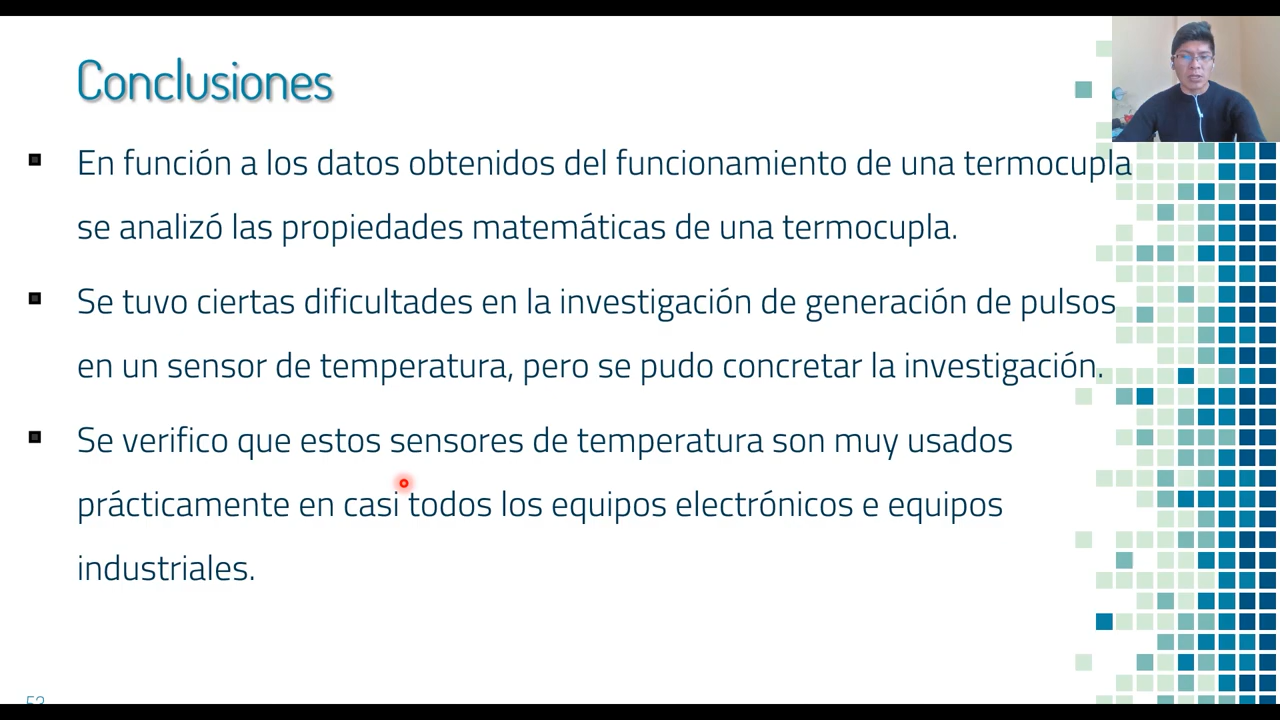 Conclusiones
En función a los datos obtenidos del funcionamiento de una termocupla
se analizó las propiedades matemáticas de una termocupla.
Se tuvo ciertas dificultades en la investigación de generación de pulsos
en un sensor de temperatura, pero se pudo concretar la investigación.
Se verifico que estos sensores de temperatura son muy usados
prácticamente en casi todos los equipos electrónicos e equipos
industriales.